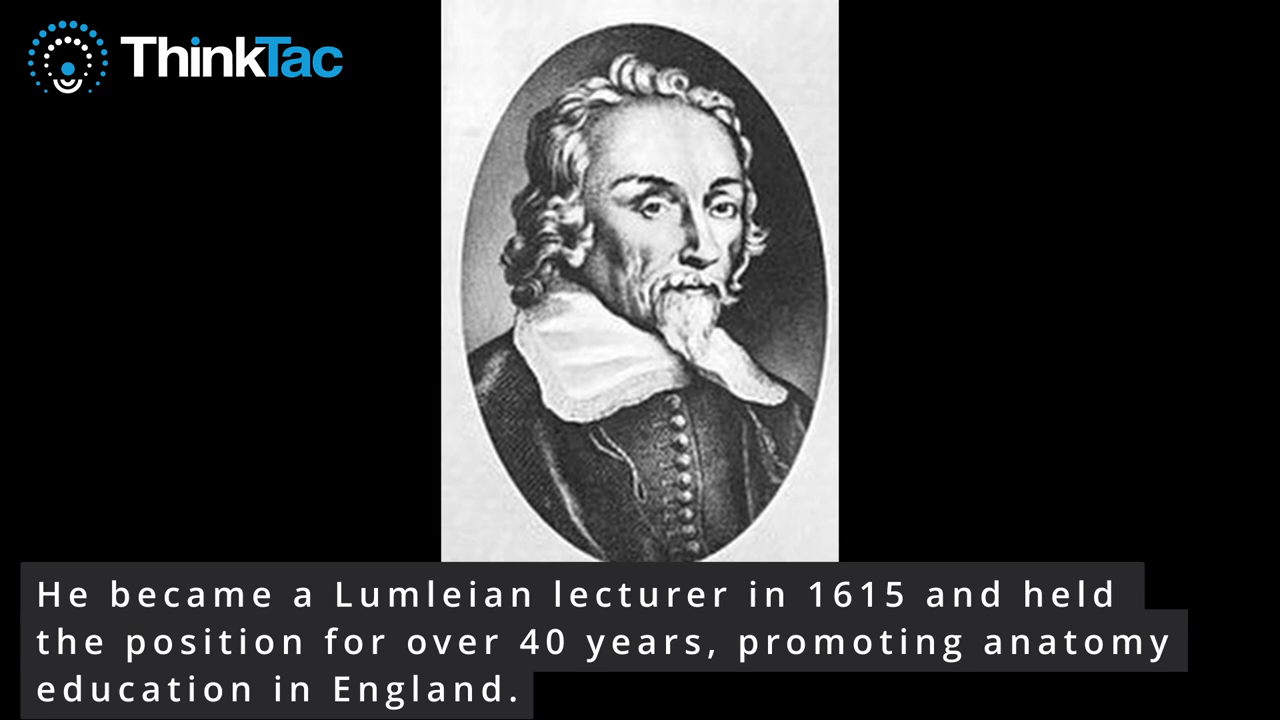 ThinkTac
He became a Lumleian lecturer in 1615 and held
the position for over 40 years, promoting anatomy
education in England.